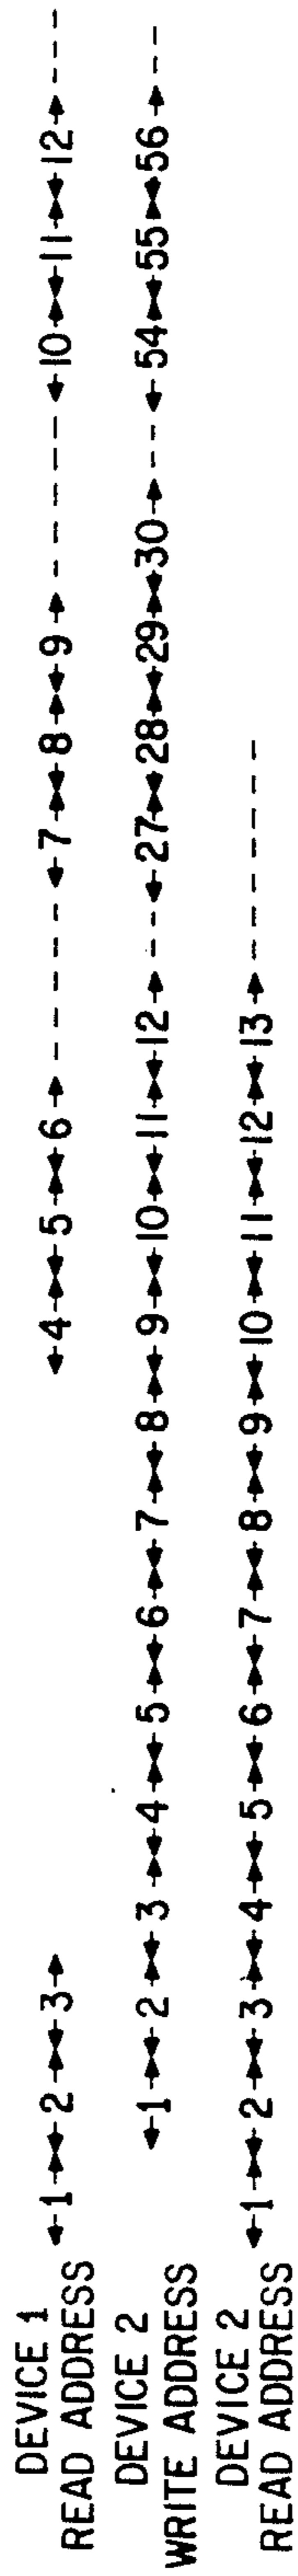 DEVICE 1
READ ADDRESS
1 2 3 4 5 6 7 8 9 10 11 12
DEVICE 2
WRITE ADDRESS
1 2 3 4 5 6 7 8 9 10 11 12 27 28 29 30 54 55 56
DEVICE 2
READ ADDRESS
1 2 3 4 5 6 7 8 9 10 11 12 13